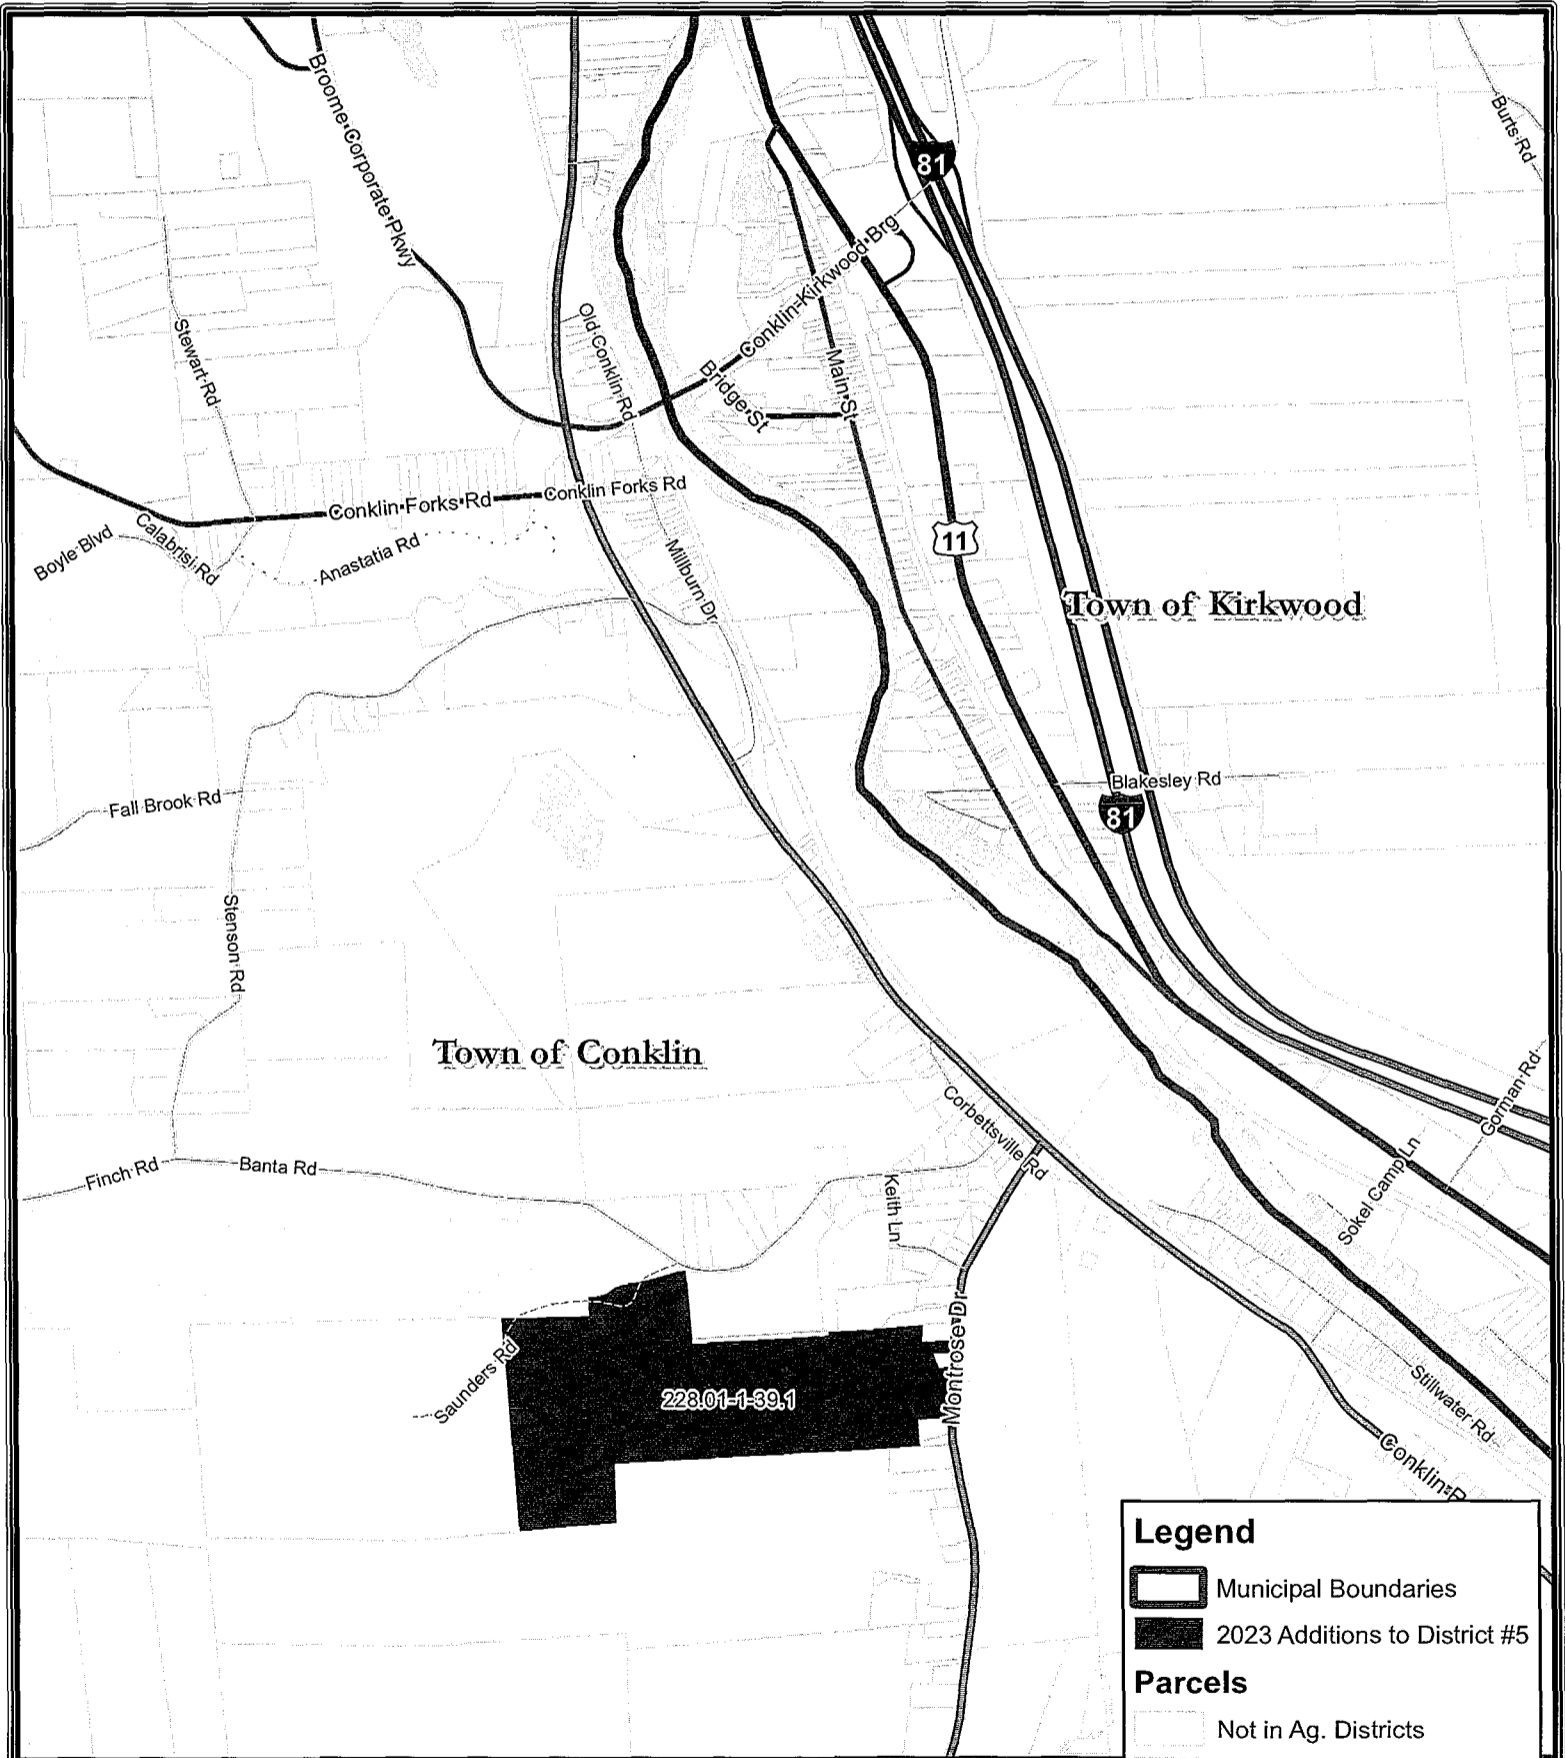 Broome Corporate Pkwy
81
Burts Rd
Conklin-Kirkwood Brg
Stewart Rd
Old Conklin Rd
Main St
Bridge St
Conklin Forks Rd
Conklin Forks Rd
11
Boyle Blvd
Calabrisi Rd
Anastatia Rd
Millburn Dr
Town of Kirkwood
Blakesley Rd
81
Fall Brook Rd
Stenson Rd
Town of Conklin
Gorman Rd
Corbettsville Rd
Finch Rd
Banta Rd
Keith Ln
Sokel Camp Ln
Montrose Dr
Saunders Rd
228.01-1-39.1
Stillwater Rd
Conklin R
Legend
Municipal Boundaries
2023 Additions to District #5
Parcels
Not in Ag. Districts